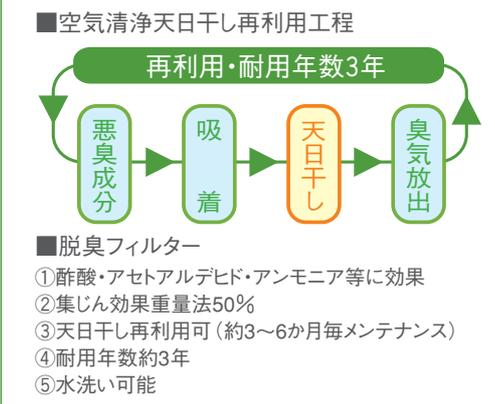 ■空気清浄天日干し再利用工程
再利用・耐用年数3年
悪臭成分
吸着
天日干し
臭気放出
■脱臭フィルター
①酢酸・アセトアルデヒド・アンモニア等に効果
②集じん効果重量法50%
③天日干し再利用可（約3～6か月毎メンテナンス）
④耐用年数約3年
⑤水洗い可能